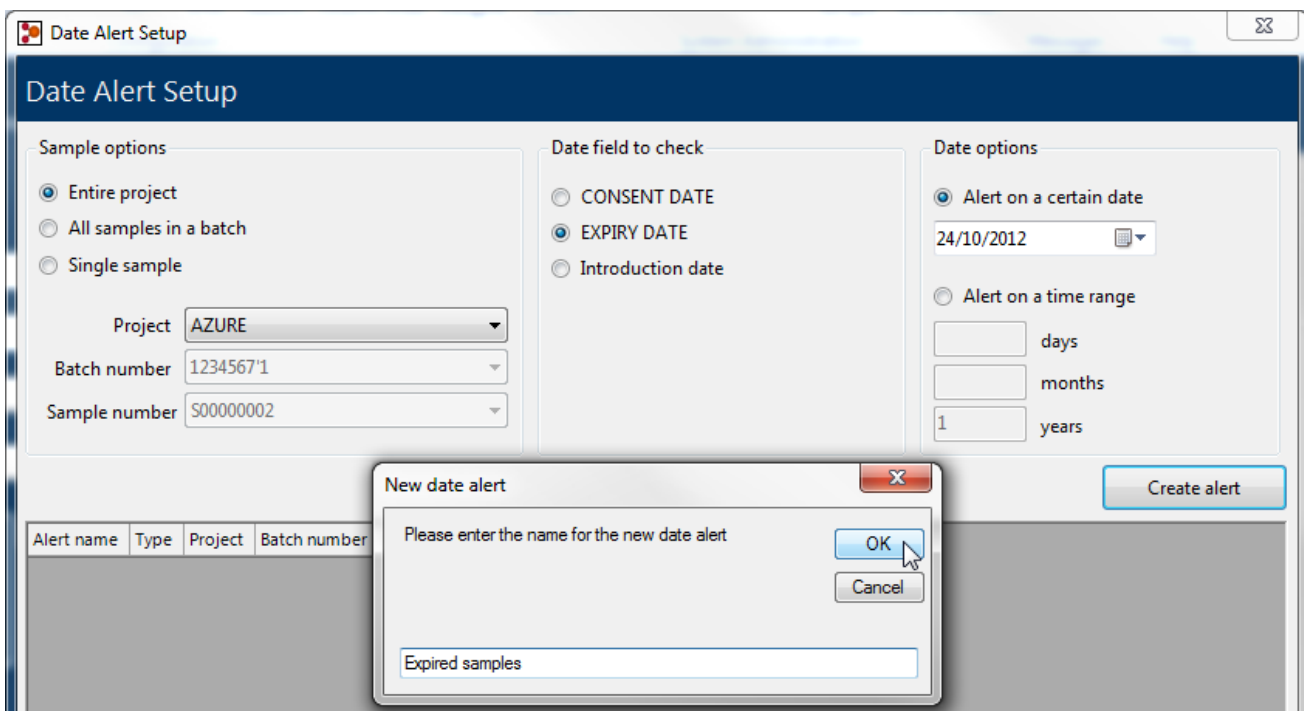 Date Alert Setup
Date Alert Setup
Sample options
Entire project
All samples in a batch
Single sample
Project AZURE
Batch number 1234567'1
Sample number S00000002
Date field to check
CONSENT DATE
EXPIRY DATE
Introduction date
Date options
Alert on a certain date
24/10/2012
Alert on a time range
days
months
1 years
Create alert
Alert name Type Project Batch number
New date alert
Please enter the name for the new date alert
OK
Cancel
Expired samples